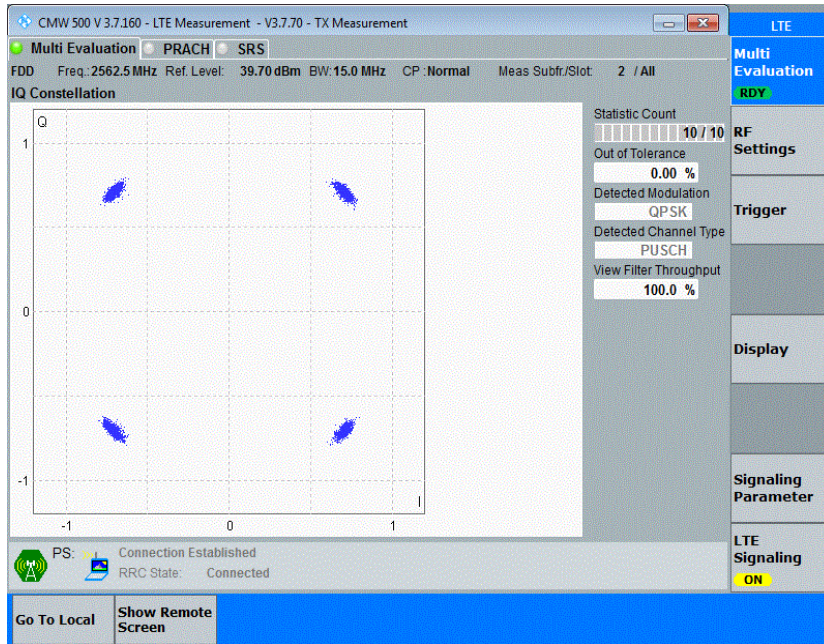 CMW 500 V 3.7.160 - LTE Measurement - V3.7.70 - TX Measurement
LTE
Multi Evaluation PRACH SRS
FDD Freq.: 2562.5 MHz Ref. Level: 39.70 dBm BW: 15.0 MHz CP : Normal Meas Subfr./Slot: 2 / All
IQ Constellation
Q
1
0
-1
-1 0 1
I
Statistic Count
10 / 10
Out of Tolerance
0.00 %
Detected Modulation
QPSK
Detected Channel Type
PUSCH
View Filter Throughput
100.0 %
Multi
Evaluation
RDY
RF
Settings
Trigger
Display
Signaling
Parameter
LTE
Signaling
ON
PS: Connection Established
RRC State: Connected
Go To Local
Show Remote
Screen